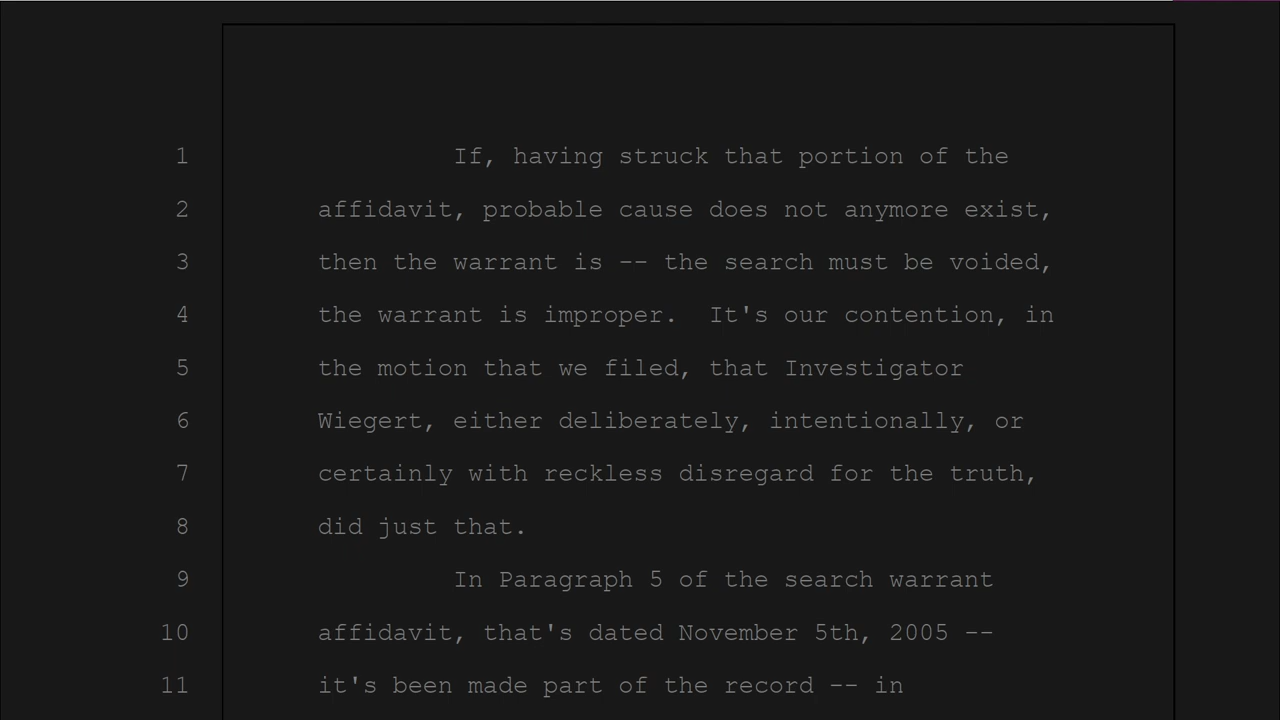 1 If, having struck that portion of the
2 affidavit, probable cause does not anymore exist,
3 then the warrant is -- the search must be voided,
4 the warrant is improper.  It's our contention, in
5 the motion that we filed, that Investigator
6 Wiegert, either deliberately, intentionally, or
7 certainly with reckless disregard for the truth,
8 did just that.
9 In Paragraph 5 of the search warrant
10 affidavit, that's dated November 5th, 2005 --
11 it's been made part of the record -- in